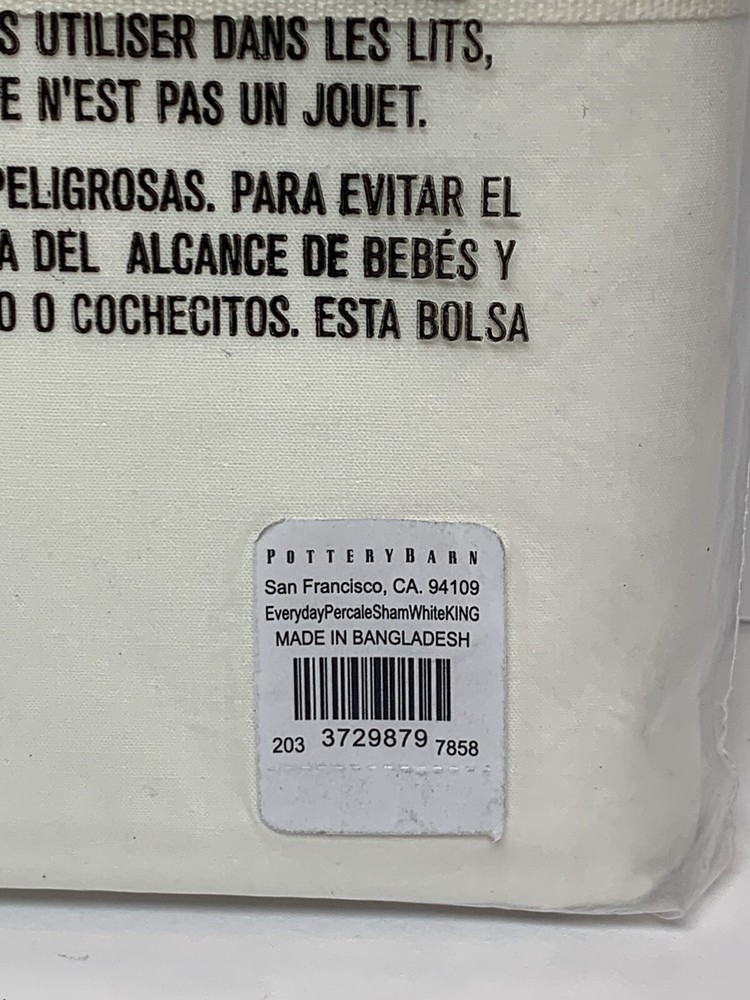 S UTILISER DANS LES LITS,
E N'EST PAS UN JOUET.
PELIGROSAS. PARA EVITAR EL
A DEL ALCANCE DE BEBÉS Y
O O COCHECITOS. ESTA BOLSA
POTTERYBARN
San Francisco, CA. 94109
EverydayPercaleShamWhiteKING
MADE IN BANGLADESH
203 3729879 7858